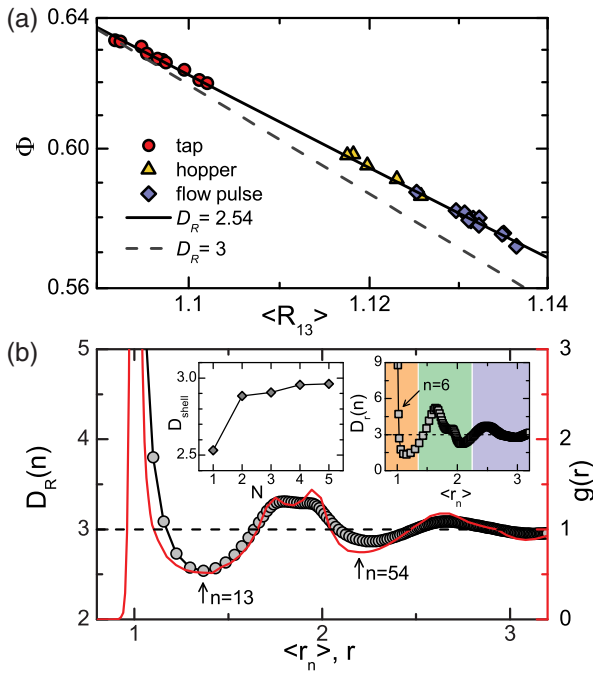 (a)
0.64
0.60
0.56
Φ
tap
hopper
flow pulse
D_R = 2.54
D_R = 3
1.1
1.12
1.14
<R_13>
(b)
5
4
3
2
D_R(n)
3.0
2.5
D_shell
1 2 3 4 5
N
9
6
3
0
D_r(n)
n=6
1 2 3
<r_n>
n=13
n=54
3
2
1
0
g(r)
1 2 3
<r_n>, r